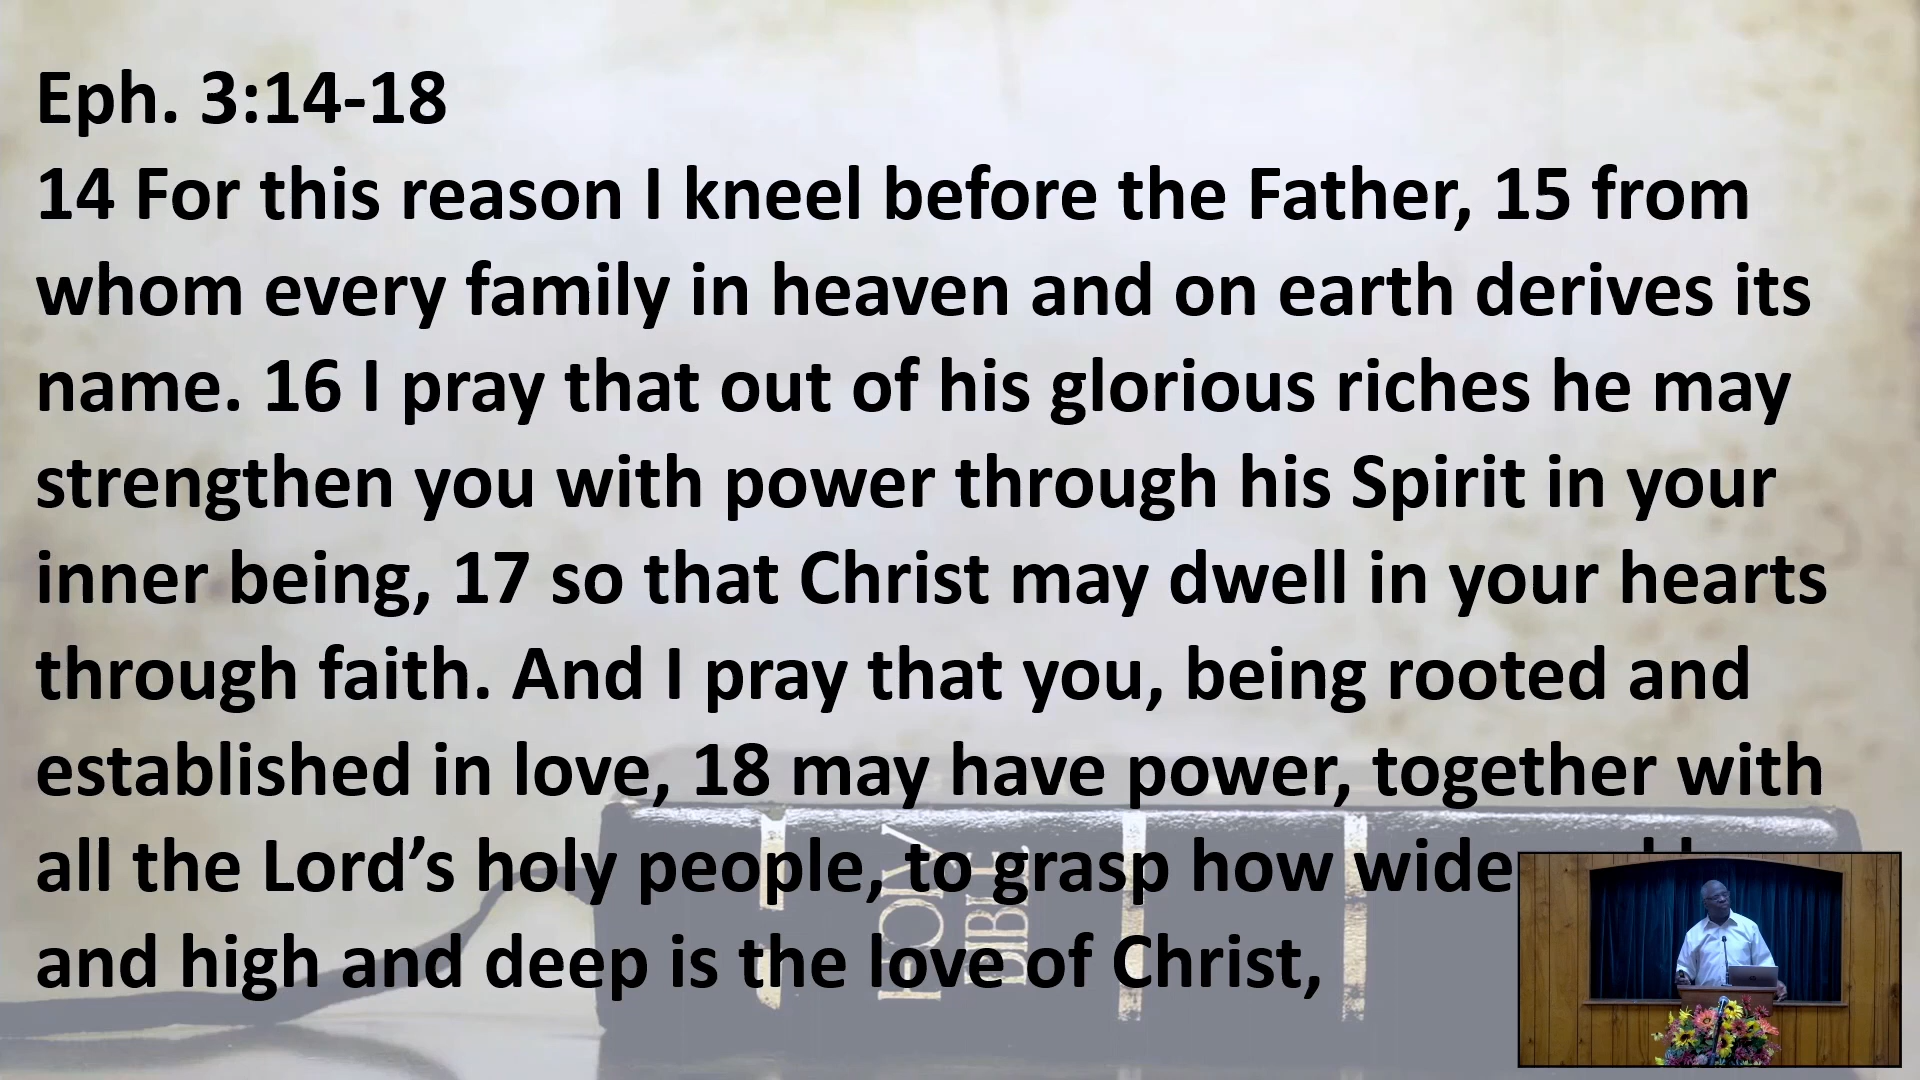 Eph. 3:14-18
14 For this reason I kneel before the Father, 15 from
whom every family in heaven and on earth derives its
name. 16 I pray that out of his glorious riches he may
strengthen you with power through his Spirit in your
inner being, 17 so that Christ may dwell in your hearts
through faith. And I pray that you, being rooted and
established in love, 18 may have power, together with
all the Lord’s holy people, to grasp how wide
and high and deep is the love of Christ,
HOLY
BIBLE